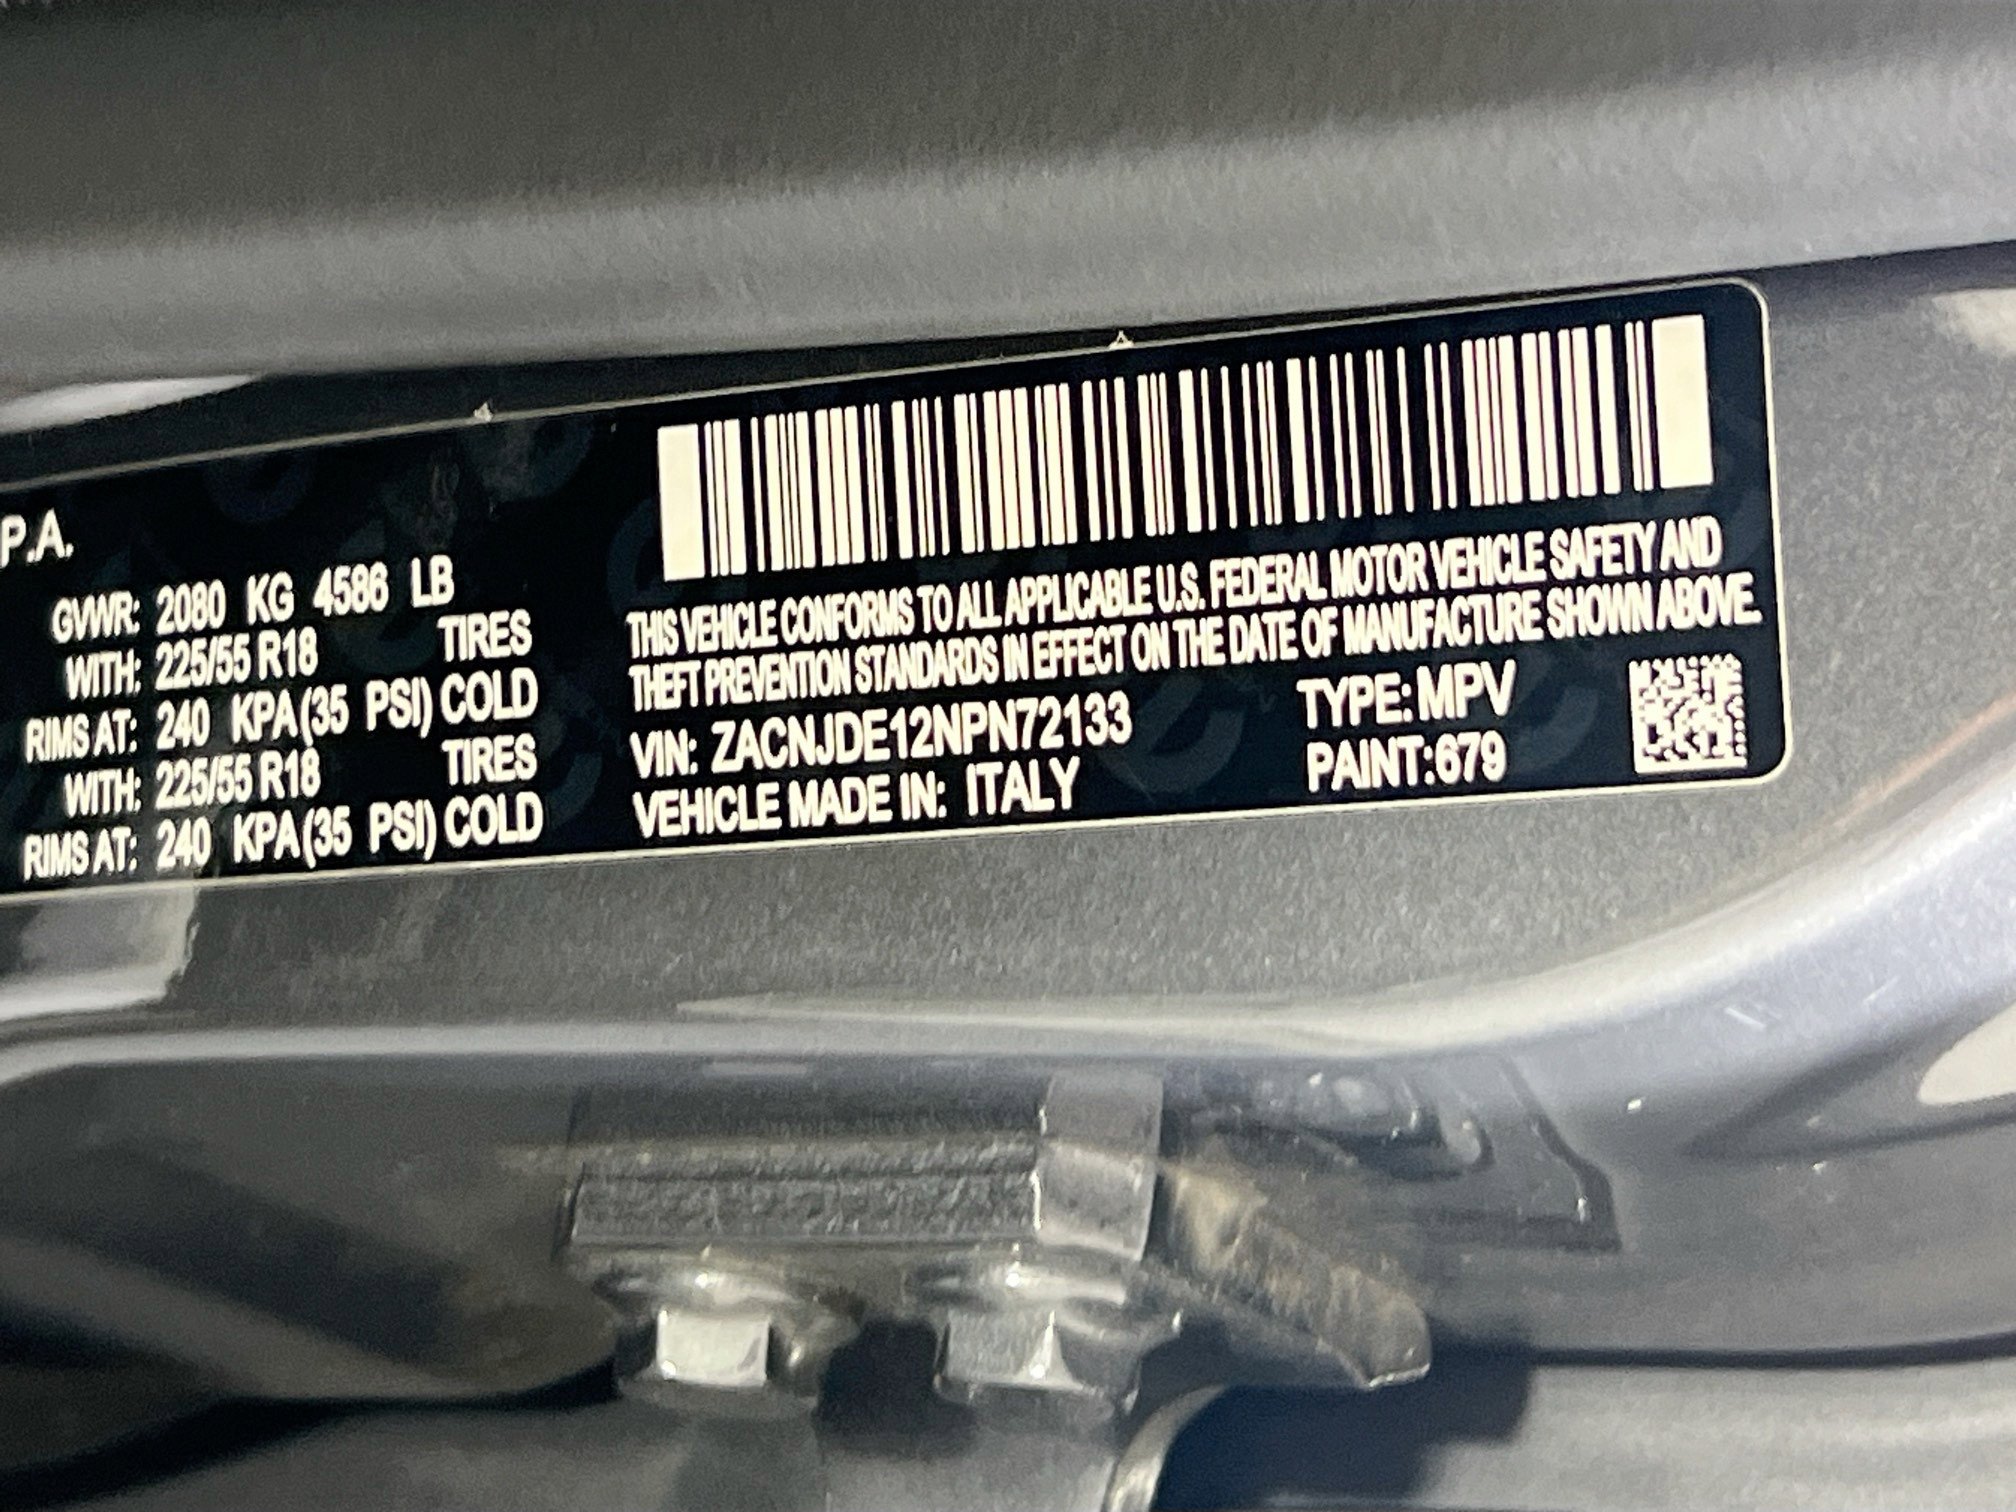 P.A.
GVWR: 2080 KG 4586 LB
WITH: 225/55 R18 TIRES
RIMS AT: 240 KPA(35 PSI) COLD
WITH: 225/55 R18 TIRES
RIMS AT: 240 KPA(35 PSI) COLD
THIS VEHICLE CONFORMS TO ALL APPLICABLE U.S. FEDERAL MOTOR VEHICLE SAFETY AND
THEFT PREVENTION STANDARDS IN EFFECT ON THE DATE OF MANUFACTURE SHOWN ABOVE.
VIN: ZACNJDE12NPN72133 TYPE: MPV
VEHICLE MADE IN: ITALY PAINT:679